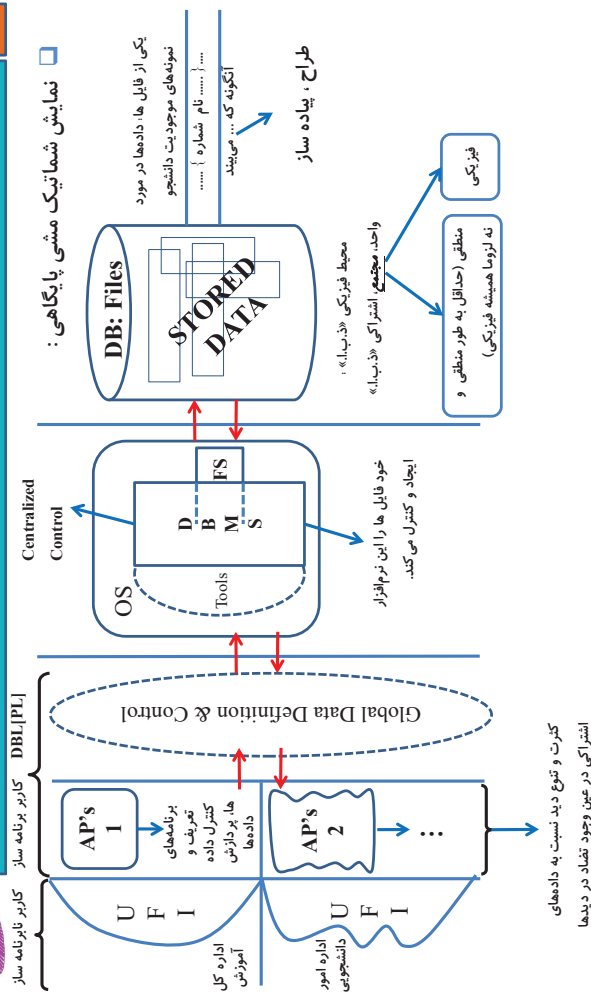 نمایش شماتیک مشی پایگاهی :
کاربر نابرنامه ساز
کاربر برنامه ساز
DBL[PL]
UFI
اداره کل
آموزش
UFI
اداره امور
دانشجویی
AP's
1
برنامه‌های
تعریف و
کنترل داده
ها، پردازش
داده‌ها
AP's
2
...
کثرت و تنوع دید نسبت به داده‌های
اشتراکی در عین وجود تضاد در دیدها
Global Data Definition & Control
OS
Tools
DBMS
FS
Centralized
Control
خود فایل ها را این نرم‌افزار
ایجاد و کنترل می‌کند.
DB: Files
STORED
DATA
یکی از فایل ها: داده‌ها در مورد
نمونه‌های موجودیت دانشجو
...... { نام شماره } ...... } ....
آنگونه که ... می‌بیند
طراح ، پیاده ساز
محیط فیزیکی «ذ.ب.ا.» :
واحد، مجتمع، اشتراکی «ذ.ب.ا.»
فیزیکی
منطقی (حداقل به طور منطقی و
نه لزوما همیشه فیزیکی)